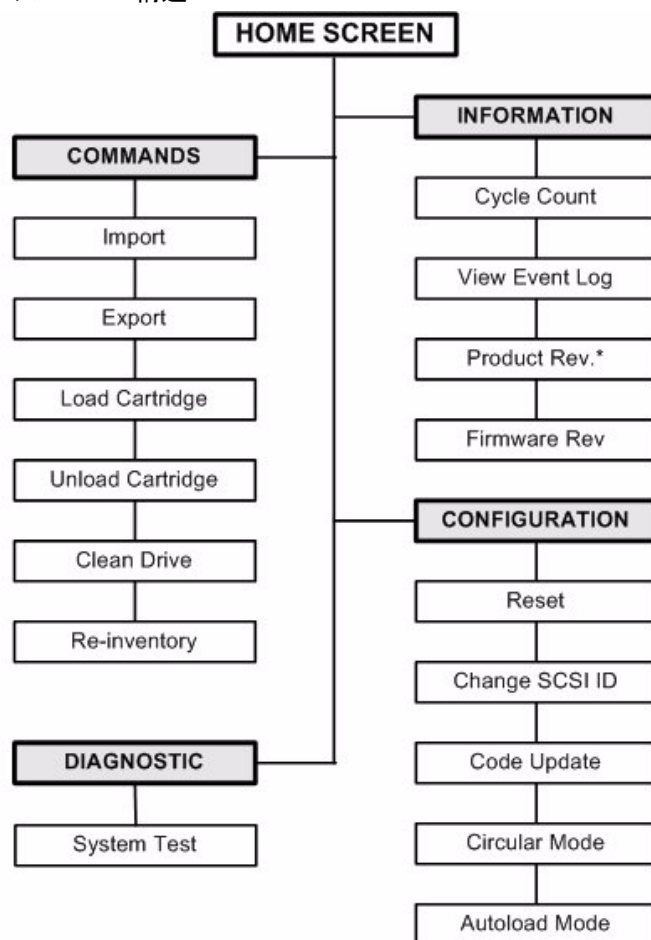 HOME SCREEN
COMMANDS
Import
Export
Load Cartridge
Unload Cartridge
Clean Drive
Re-inventory
DIAGNOSTIC
System Test
INFORMATION
Cycle Count
View Event Log
Product Rev.*
Firmware Rev
CONFIGURATION
Reset
Change SCSI ID
Code Update
Circular Mode
Autoload Mode